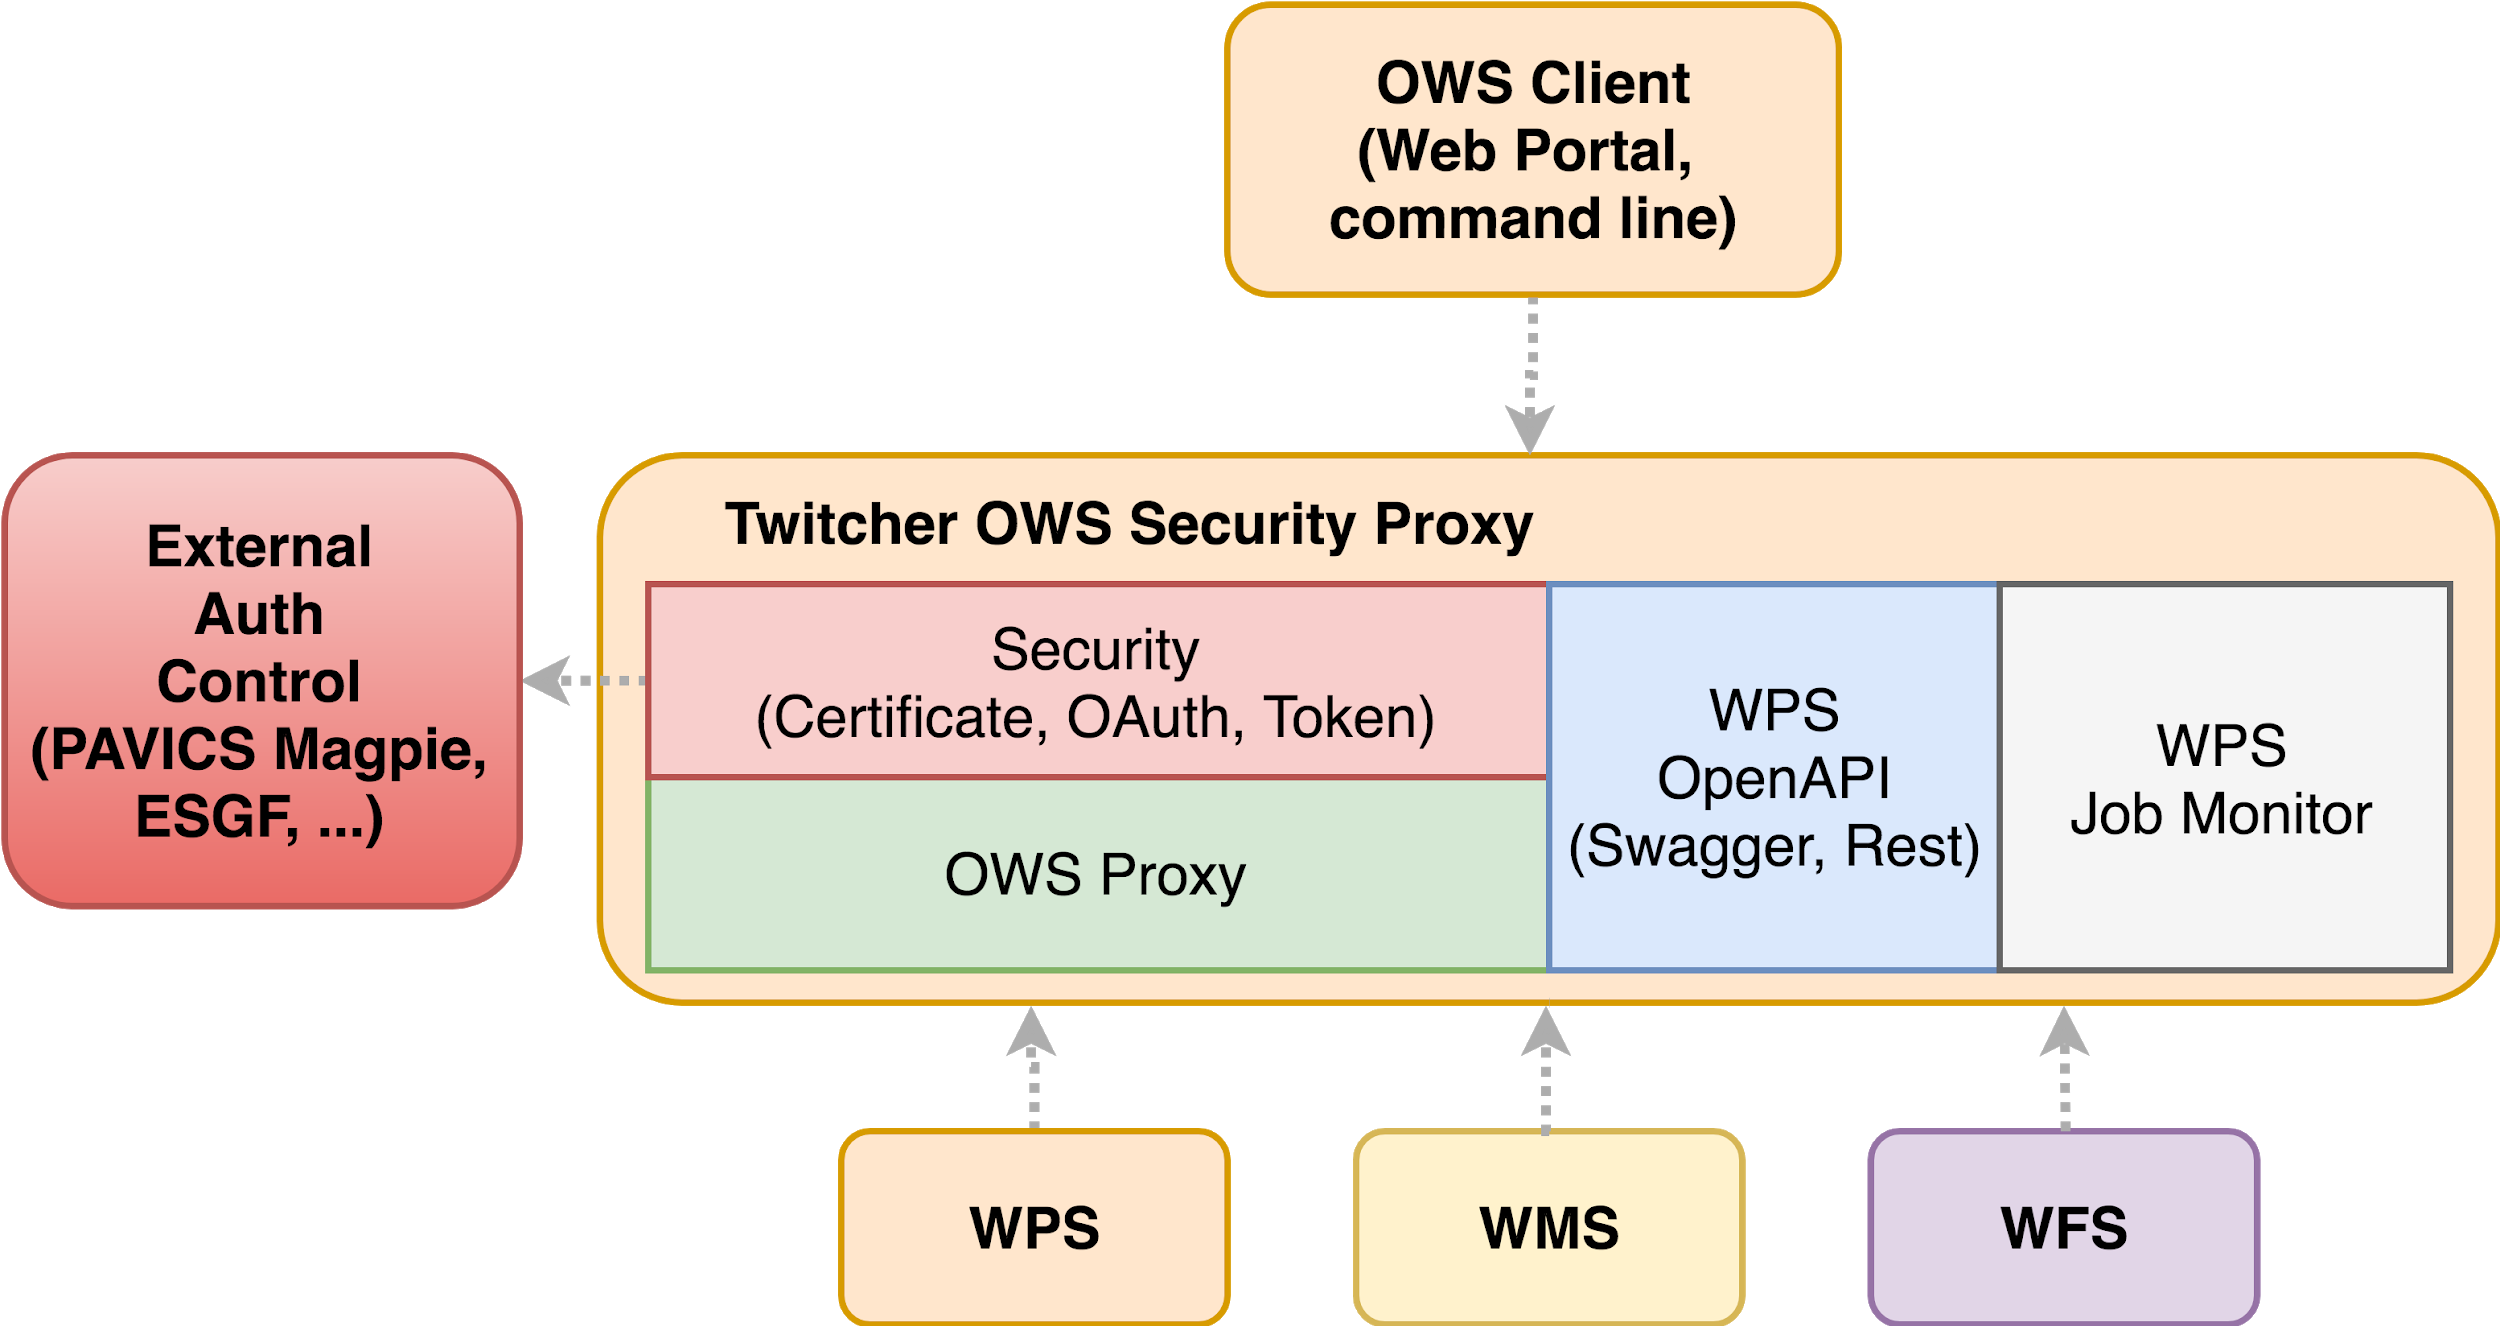 OWS Client
(Web Portal,
command line)
External
Auth
Control
(PAVICS Magpie,
ESGF, ...)
Twitcher OWS Security Proxy
Security
(Certificate, OAuth, Token)
OWS Proxy
WPS
OpenAPI
(Swagger, Rest)
WPS
Job Monitor
WPS
WMS
WFS